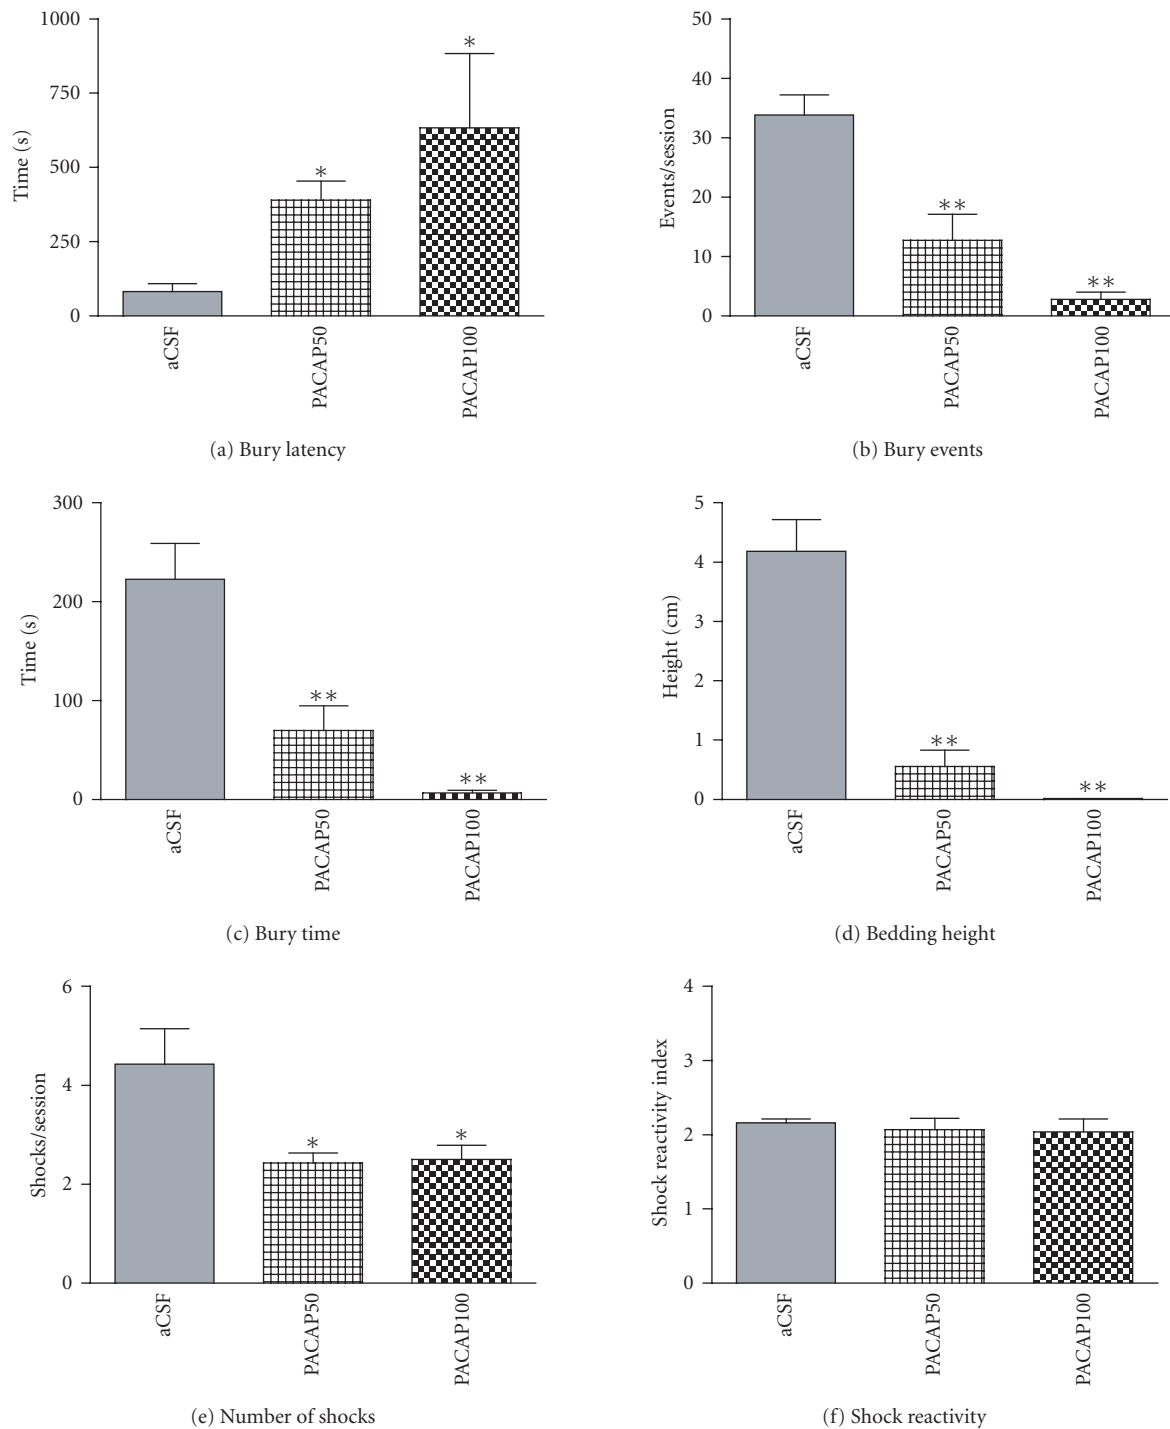 1000
750
500
250
0
Time (s)
*
*
aCSF
PACAP50
PACAP100
(a) Bury latency
50
40
30
20
10
0
Events/session
**
**
aCSF
PACAP50
PACAP100
(b) Bury events
300
200
100
0
Time (s)
**
**
aCSF
PACAP50
PACAP100
(c) Bury time
5
4
3
2
1
0
Height (cm)
**
**
aCSF
PACAP50
PACAP100
(d) Bedding height
6
4
2
0
Shocks/session
*
*
aCSF
PACAP50
PACAP100
(e) Number of shocks
4
3
2
1
0
Shock reactivity index
aCSF
PACAP50
PACAP100
(f) Shock reactivity